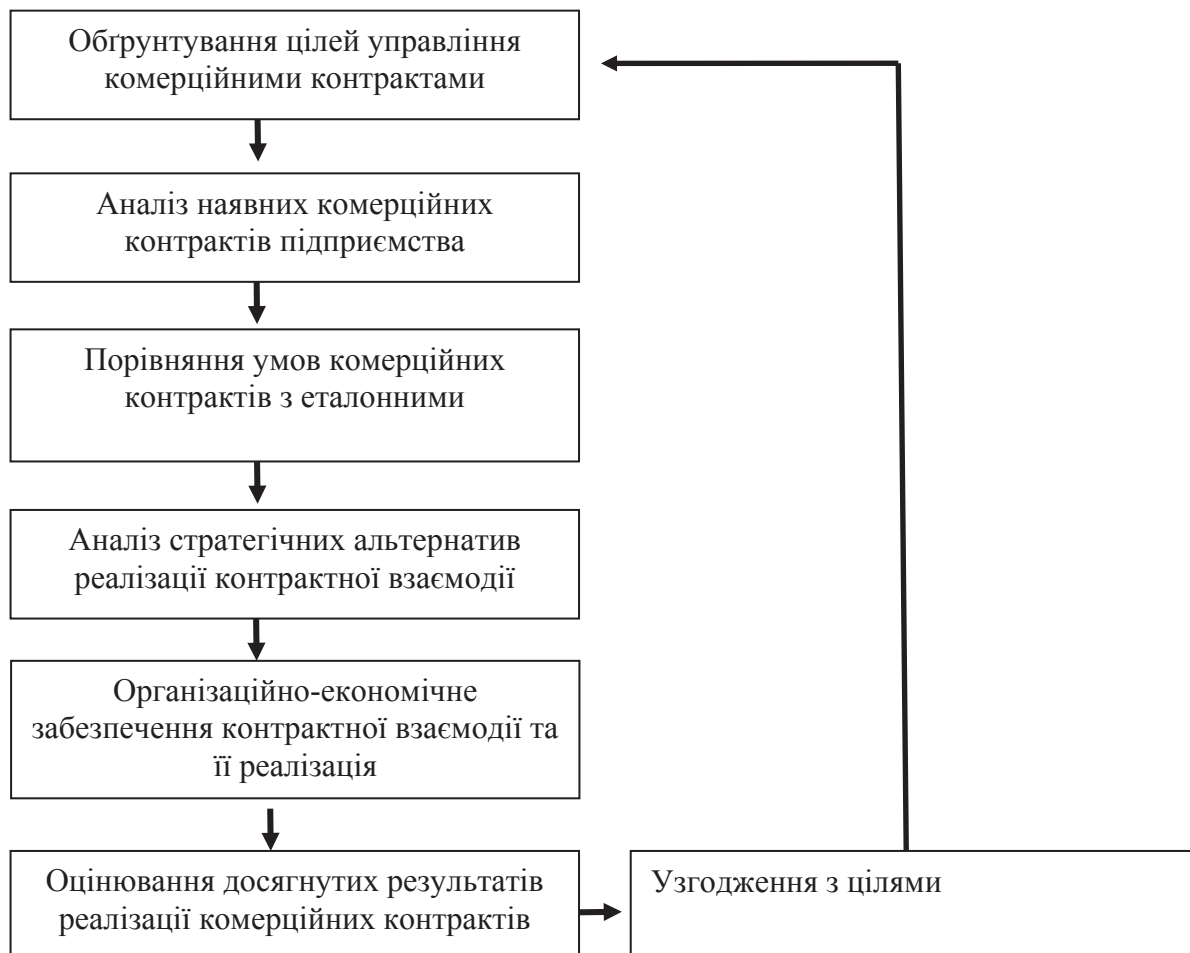 Обґрунтування цілей управління
комерційними контрактами
Аналіз наявних комерційних
контрактів підприємства
Порівняння умов комерційних
контрактів з еталонними
Аналіз стратегічних альтернатив
реалізації контрактної взаємодії
Організаційно-економічне
забезпечення контрактної взаємодії та
її реалізація
Оцінювання досягнутих результатів
реалізації комерційних контрактів
Узгодження з цілями